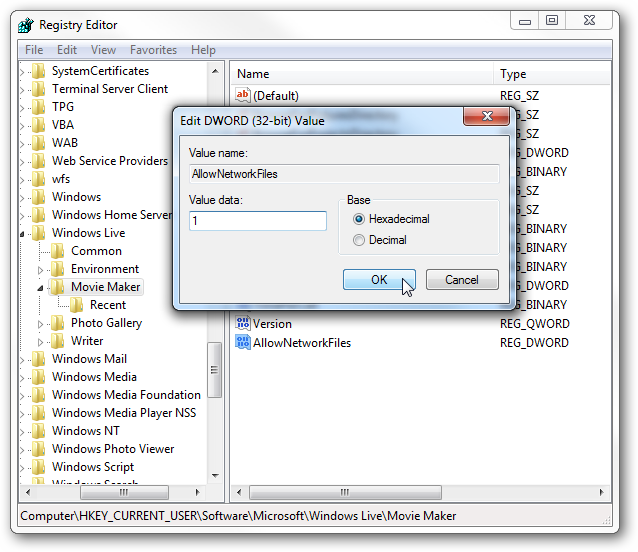 Registry Editor
File Edit View Favorites Help
SystemCertificates
Terminal Server Client
TPG
VBA
WAB
Web Service Providers
wfs
Windows
Windows Home Server
Windows Live
Common
Environment
Movie Maker
Recent
Photo Gallery
Writer
Windows Mail
Windows Media
Windows Media Foundation
Windows Media Player NSS
Windows NT
Windows Photo Viewer
Windows Script
Windows Search
Name Type
ab (Default) REG_SZ
REG_SZ
REG_SZ
REG_DWORD
REG_BINARY
REG_SZ
REG_SZ
REG_BINARY
REG_BINARY
REG_BINARY
REG_DWORD
REG_BINARY
Version REG_QWORD
AllowNetworkFiles REG_DWORD
Edit DWORD (32-bit) Value
Value name:
AllowNetworkFiles
Value data:
1
Base
Hexadecimal
Decimal
OK Cancel
Computer\HKEY_CURRENT_USER\Software\Microsoft\Windows Live\Movie Maker